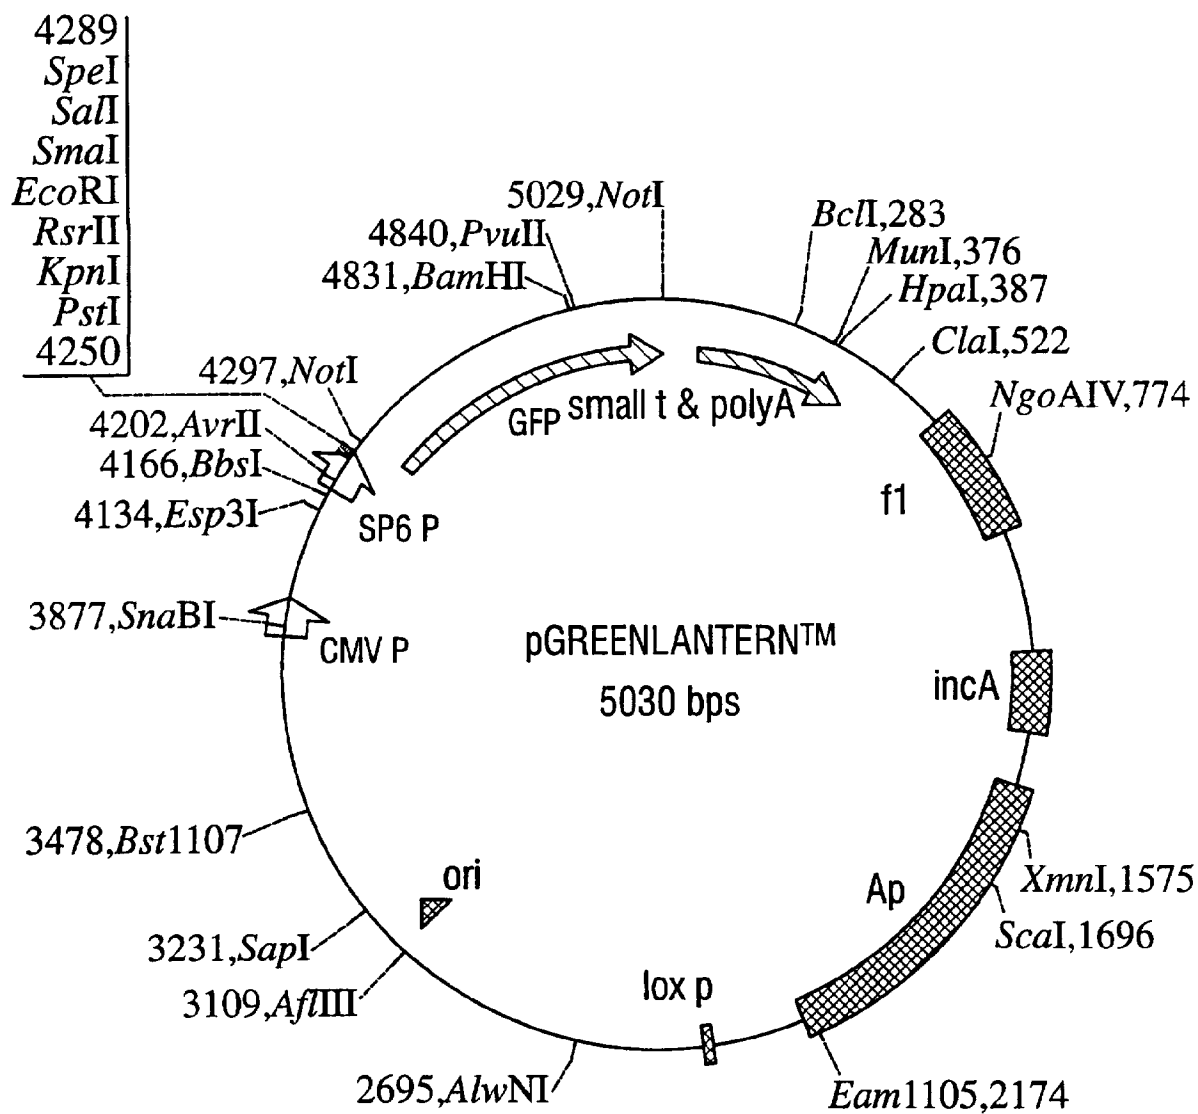 4289
SpeI
SalI
SmaI
EcoRI
RsrII
KpnI
PstI
4250
5029,NotI
4840,PvuII
4831,BamHI
BclI,283
MunI,376
HpaI,387
ClaI,522
NgoAIV,774
4297,NotI
4202,AvrII
4166,BbsI
4134,Esp3I
GFP
small t & polyA
SP6 P
f1
3877,SnaBI
CMV P
pGREENLANTERN™
5030 bps
incA
3478,Bst1107
ori
Ap
XmnI,1575
ScaI,1696
3231,SapI
3109,AflIII
lox p
2695,AlwNI
Eam1105,2174